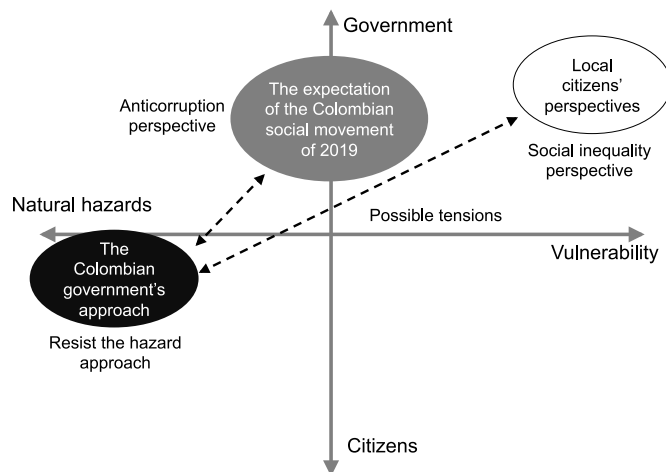 Government
The expectation
of the Colombian
social movement
of 2019
Anticorruption
perspective
Local
citizens’
perspectives
Social inequality
perspective
Natural hazards
Possible tensions
Vulnerability
The
Colombian
government’s
approach
Resist the hazard
approach
Citizens